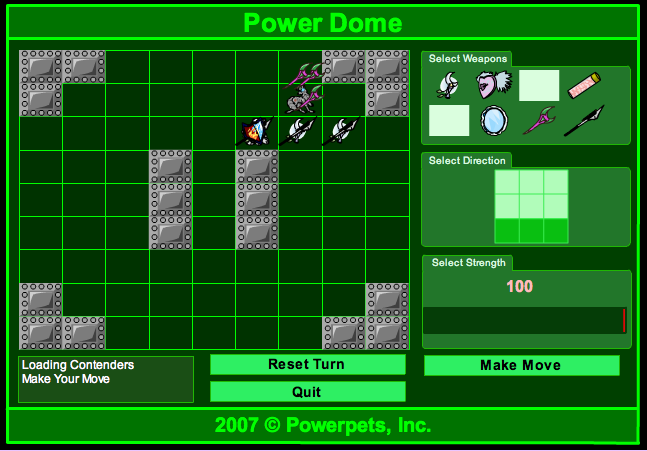 Power Dome
Select Weapons
Select Direction
Select Strength
100
Loading Contenders
Make Your Move
Reset Turn
Quit
Make Move
2007 © Powerpets, Inc.